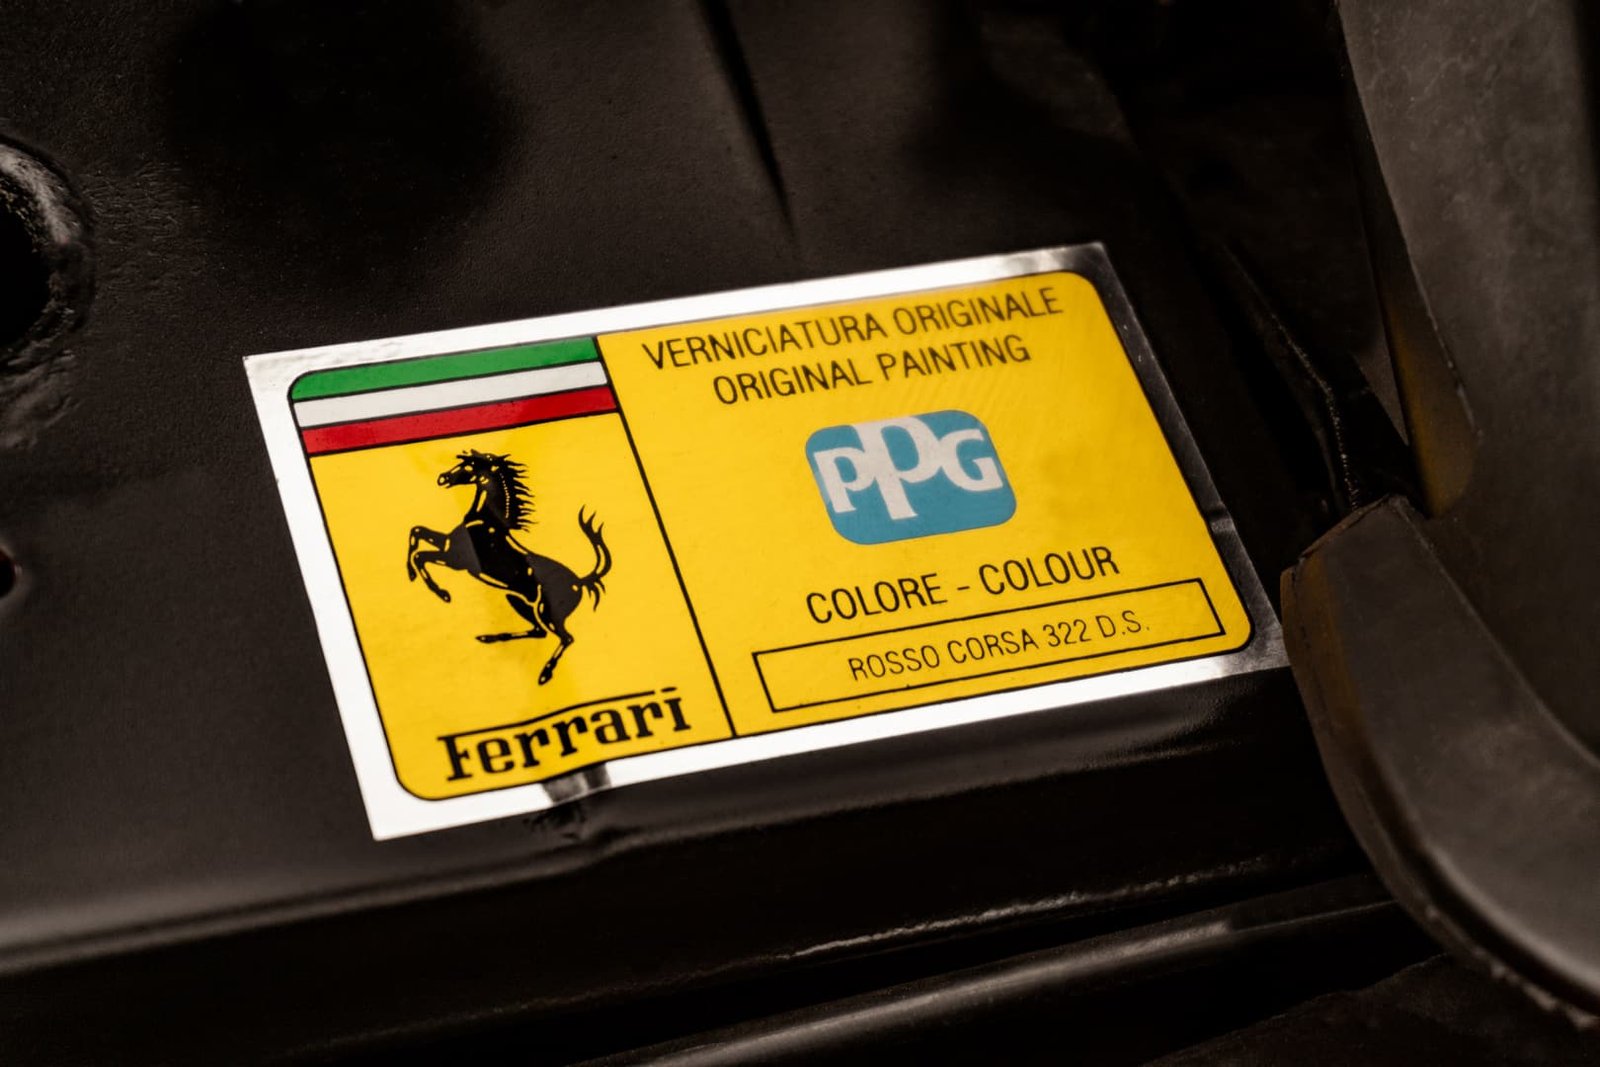 VERNICIATURA ORIGINALE
ORIGINAL PAINTING
PPG
COLORE - COLOUR
ROSSO CORSA 322 D.S.
Ferrari